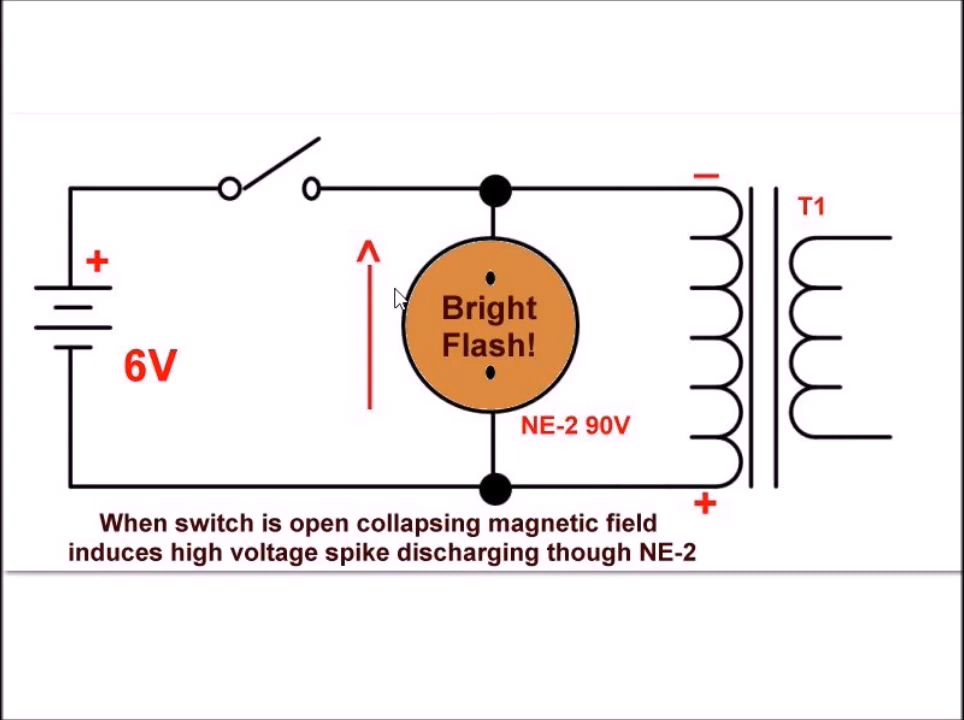 T1
+
Bright
Flash!
6V
NE-2 90V
+
When switch is open collapsing magnetic field
induces high voltage spike discharging though NE-2